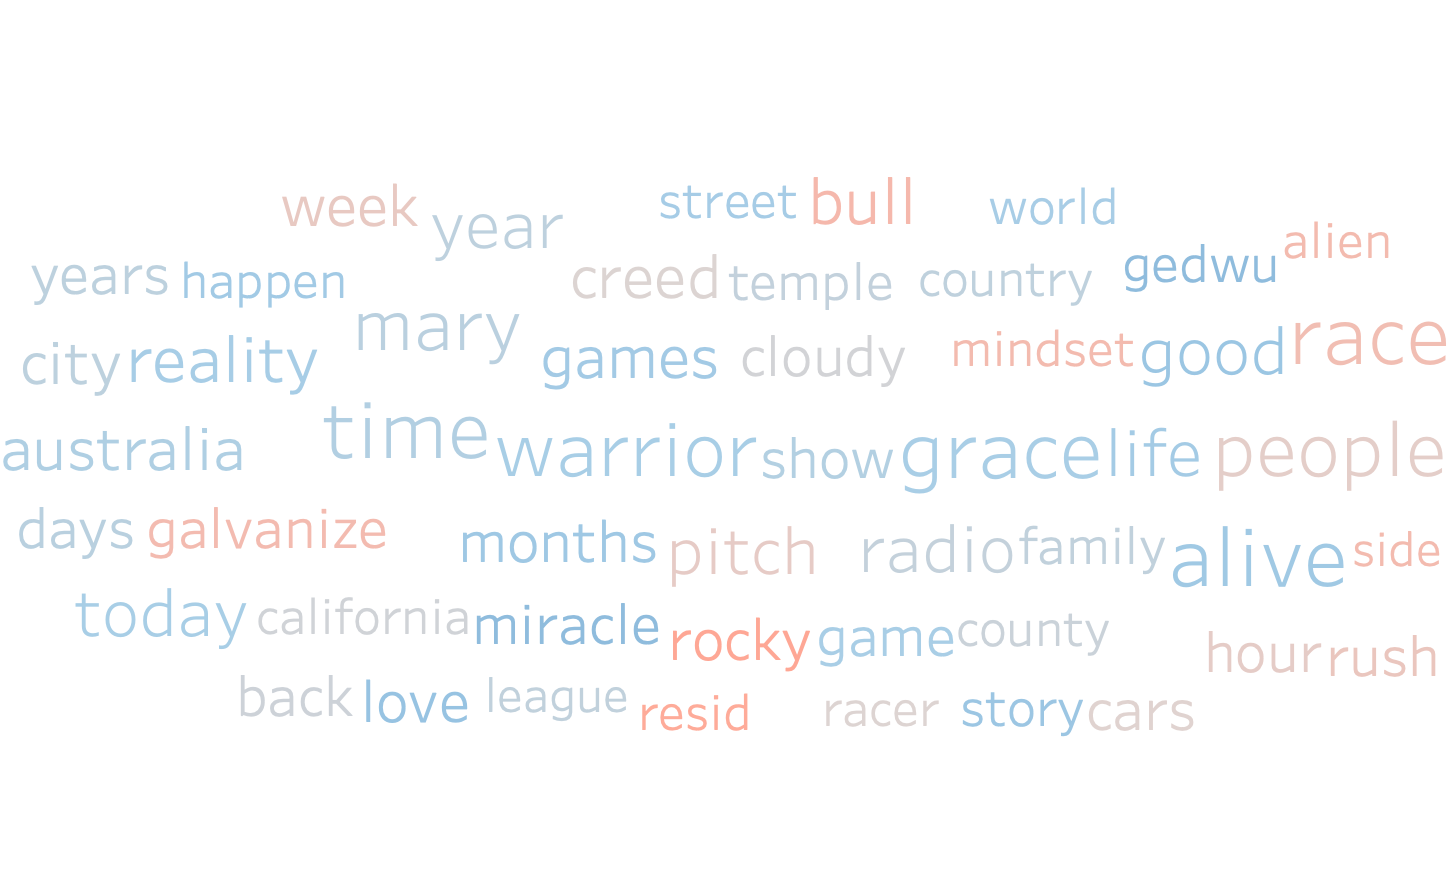 week year street bull world alien
years happen creed temple country gedwu
city reality mary games cloudy mindset good race
australia time warrior show grace life people
days galvanize months pitch radio family alive side
today california miracle rocky game county hour rush
back love league resid racer story cars